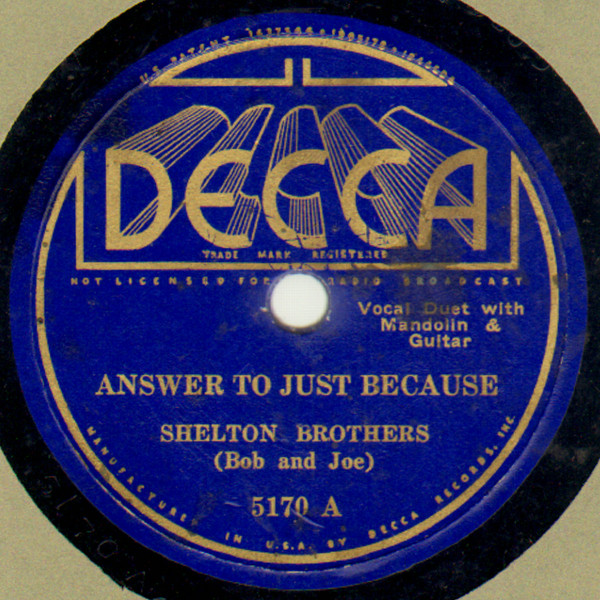 U.S. PATENT
DECCA
TRADE MARK REGISTERED
NOT LICENSED FOR RADIO BROADCAST
Vocal Duet with
Mandolin &
Guitar
ANSWER TO JUST BECAUSE
SHELTON BROTHERS
(Bob and Joe)
5170 A
MANUFACTURED IN U.S.A. BY DECCA RECORDS, INC.